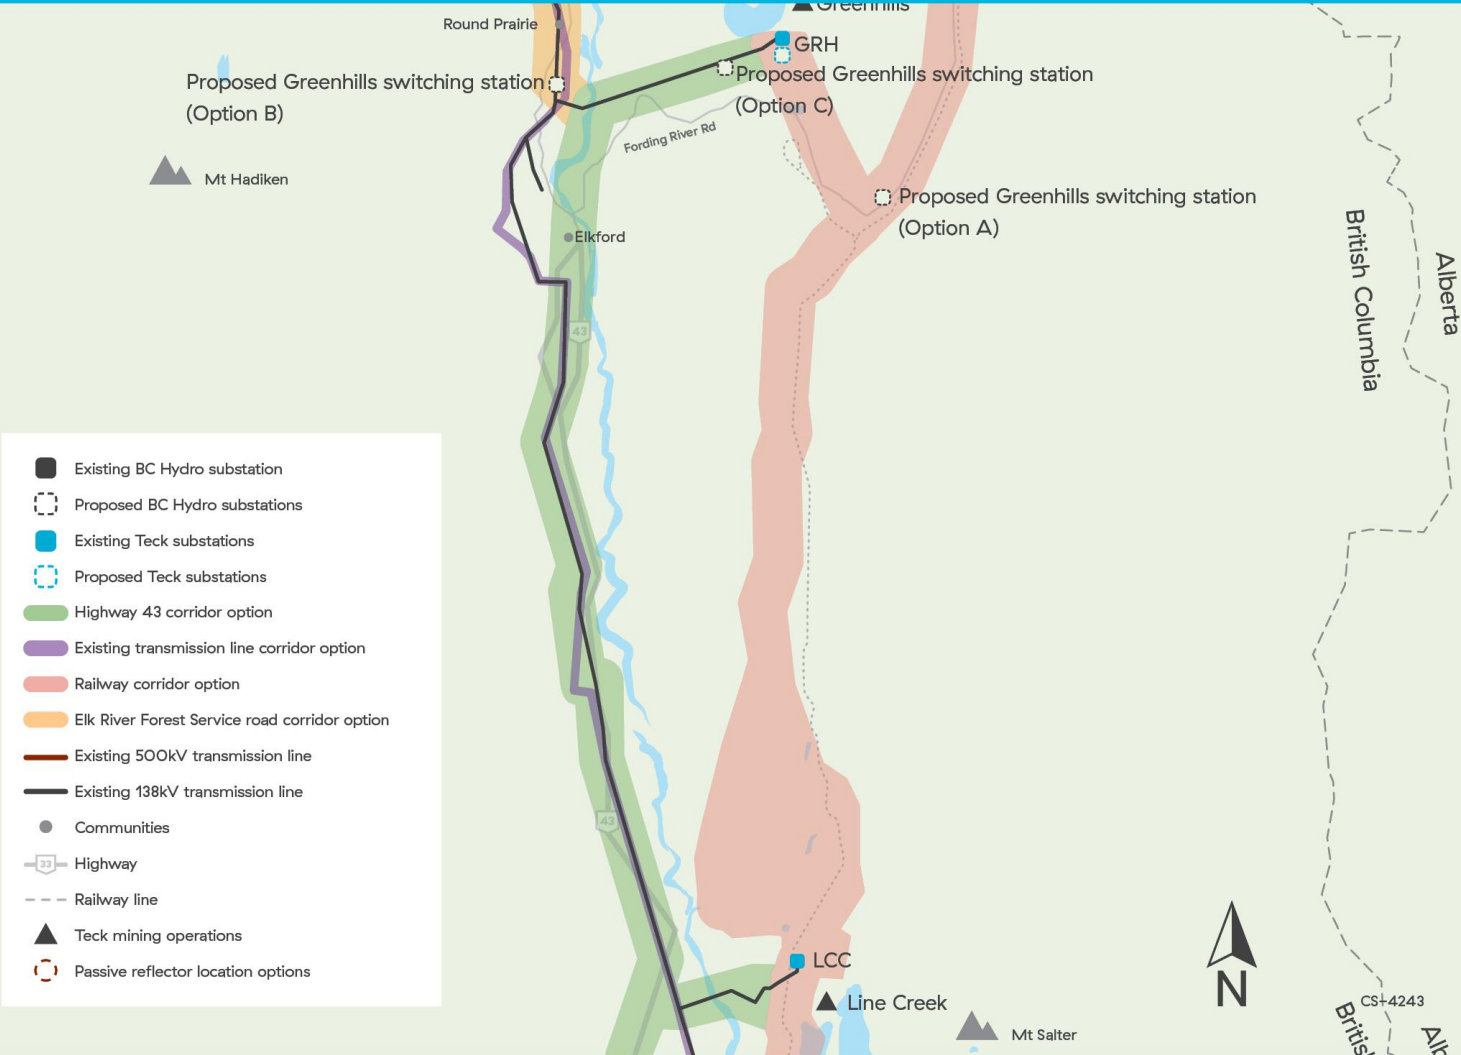 Greenhills
Round Prairie
GRH
Proposed Greenhills switching station
(Option B)
Proposed Greenhills switching station
(Option C)
Fording River Rd
Mt Hadiken
Proposed Greenhills switching station
(Option A)
Elkford
British Columbia
Alberta
43
Existing BC Hydro substation
Proposed BC Hydro substations
Existing Teck substations
Proposed Teck substations
Highway 43 corridor option
Existing transmission line corridor option
Railway corridor option
Elk River Forest Service road corridor option
Existing 500kV transmission line
Existing 138kV transmission line
Communities
33 Highway
Railway line
Teck mining operations
Passive reflector location options
43
LCC
Line Creek
N
Mt Salter
CS-4243
Britis
Alb